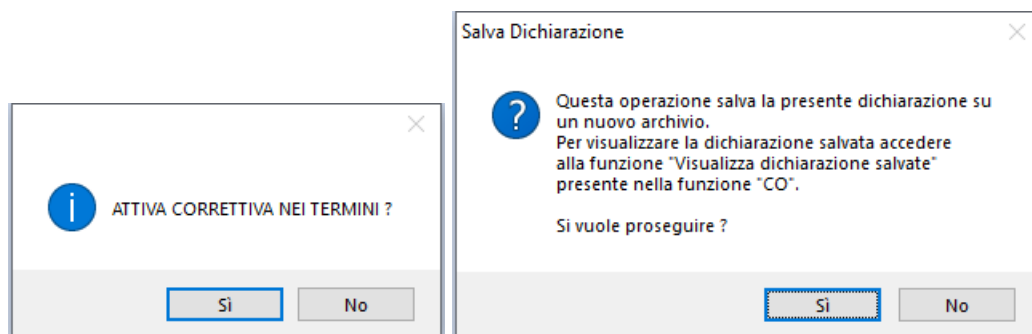 ATTIVA CORRETTIVA NEI TERMINI ?
Sì
No
Salva Dichiarazione
Questa operazione salva la presente dichiarazione su
un nuovo archivio.
Per visualizzare la dichiarazione salvata accedere
alla funzione "Visualizza dichiarazione salvate"
presente nella funzione "CO".
Si vuole proseguire ?
Sì
No